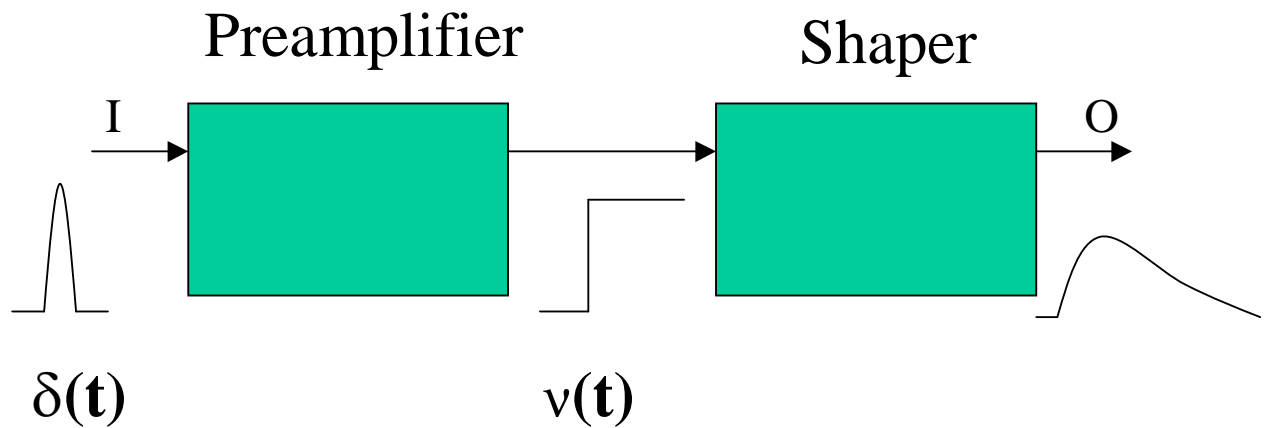 Preamplifier
Shaper
I
O
δ(t)
ν(t)